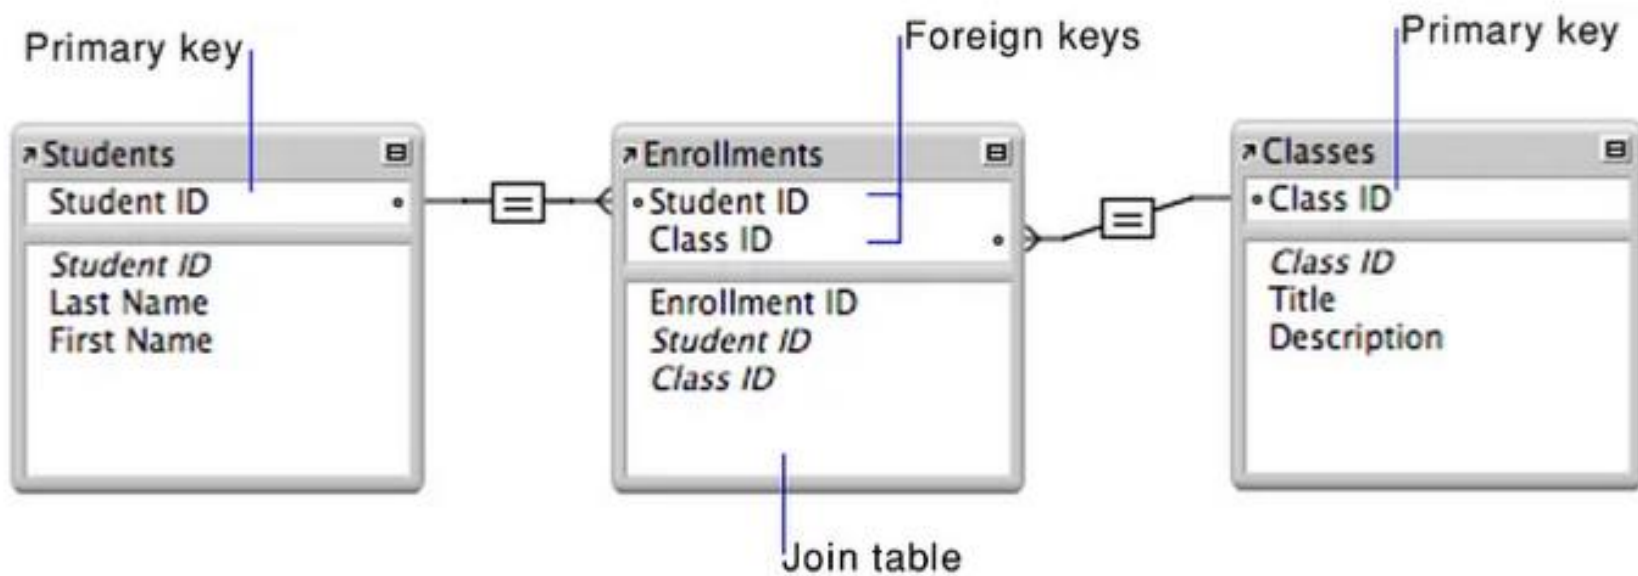 Primary key
Foreign keys
Primary key
Students
Student ID
Student ID
Last Name
First Name
Enrollments
Student ID
Class ID
Enrollment ID
Student ID
Class ID
Classes
Class ID
Class ID
Title
Description
Join table